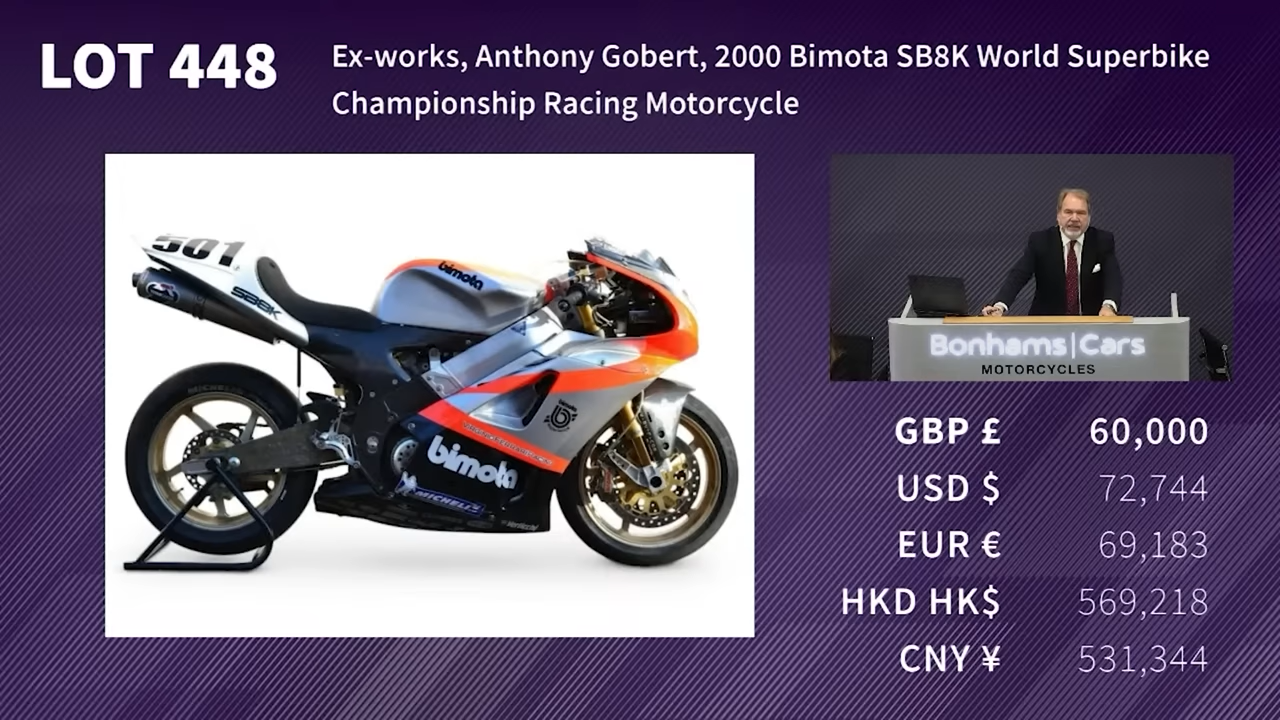 LOT 448
Ex-works, Anthony Gobert, 2000 Bimota SB8K World Superbike
Championship Racing Motorcycle
501
bimota
SB8K
MICHELIN
bimota
bimota
MICHELIN
Bonhams|Cars
MOTORCYCLES
GBP £ 60,000
USD $ 72,744
EUR € 69,183
HKD HK$ 569,218
CNY ¥ 531,344